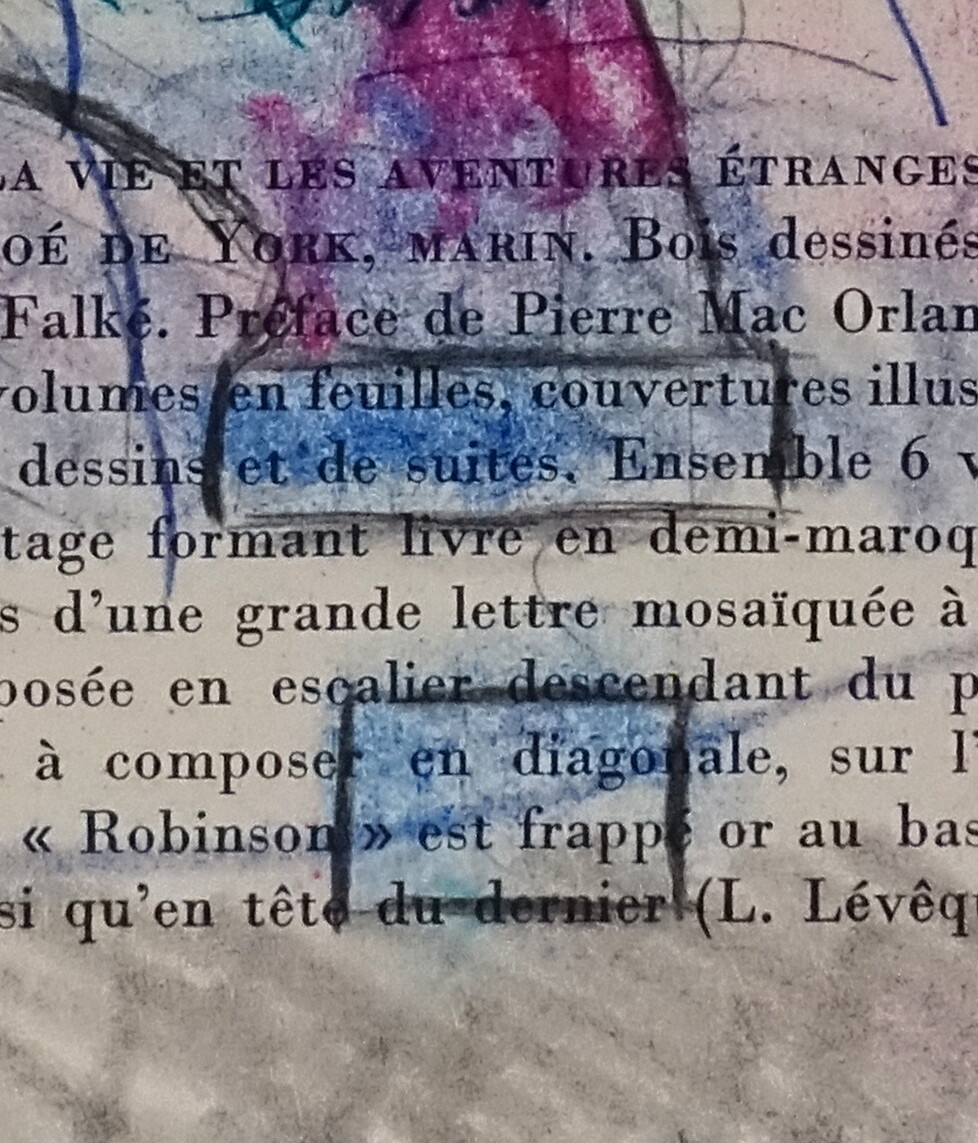 LA VIE ET LES AVENTURES ÉTRANGES
OÉ DE YORK, MARIN. Bois dessinés
Falké. Préface de Pierre Mac Orlan
volumes en feuilles, couvertures illus
dessins et de suites. Ensemble 6 v
tage formant livre en demi-maroq
s d'une grande lettre mosaïquée à
posée en escalier descendant du p
à composer en diagonale, sur l'
« Robinson » est frappé or au bas
si qu'en tête du dernier (L. Lévêq